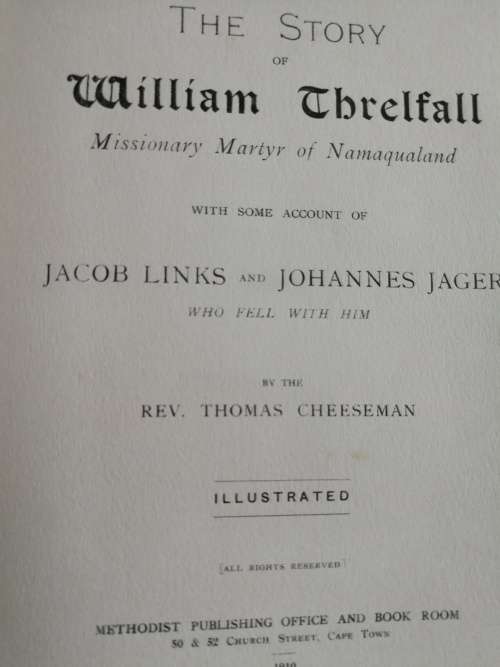 THE STORY
OF
William Threlfall
Missionary Martyr of Namaqualand
WITH SOME ACCOUNT OF
JACOB LINKS AND JOHANNES JAGER
WHO FELL WITH HIM
BY THE
REV. THOMAS CHEESEMAN
ILLUSTRATED
[ALL RIGHTS RESERVED]
METHODIST PUBLISHING OFFICE AND BOOK ROOM
50 & 52 CHURCH STREET, CAPE TOWN